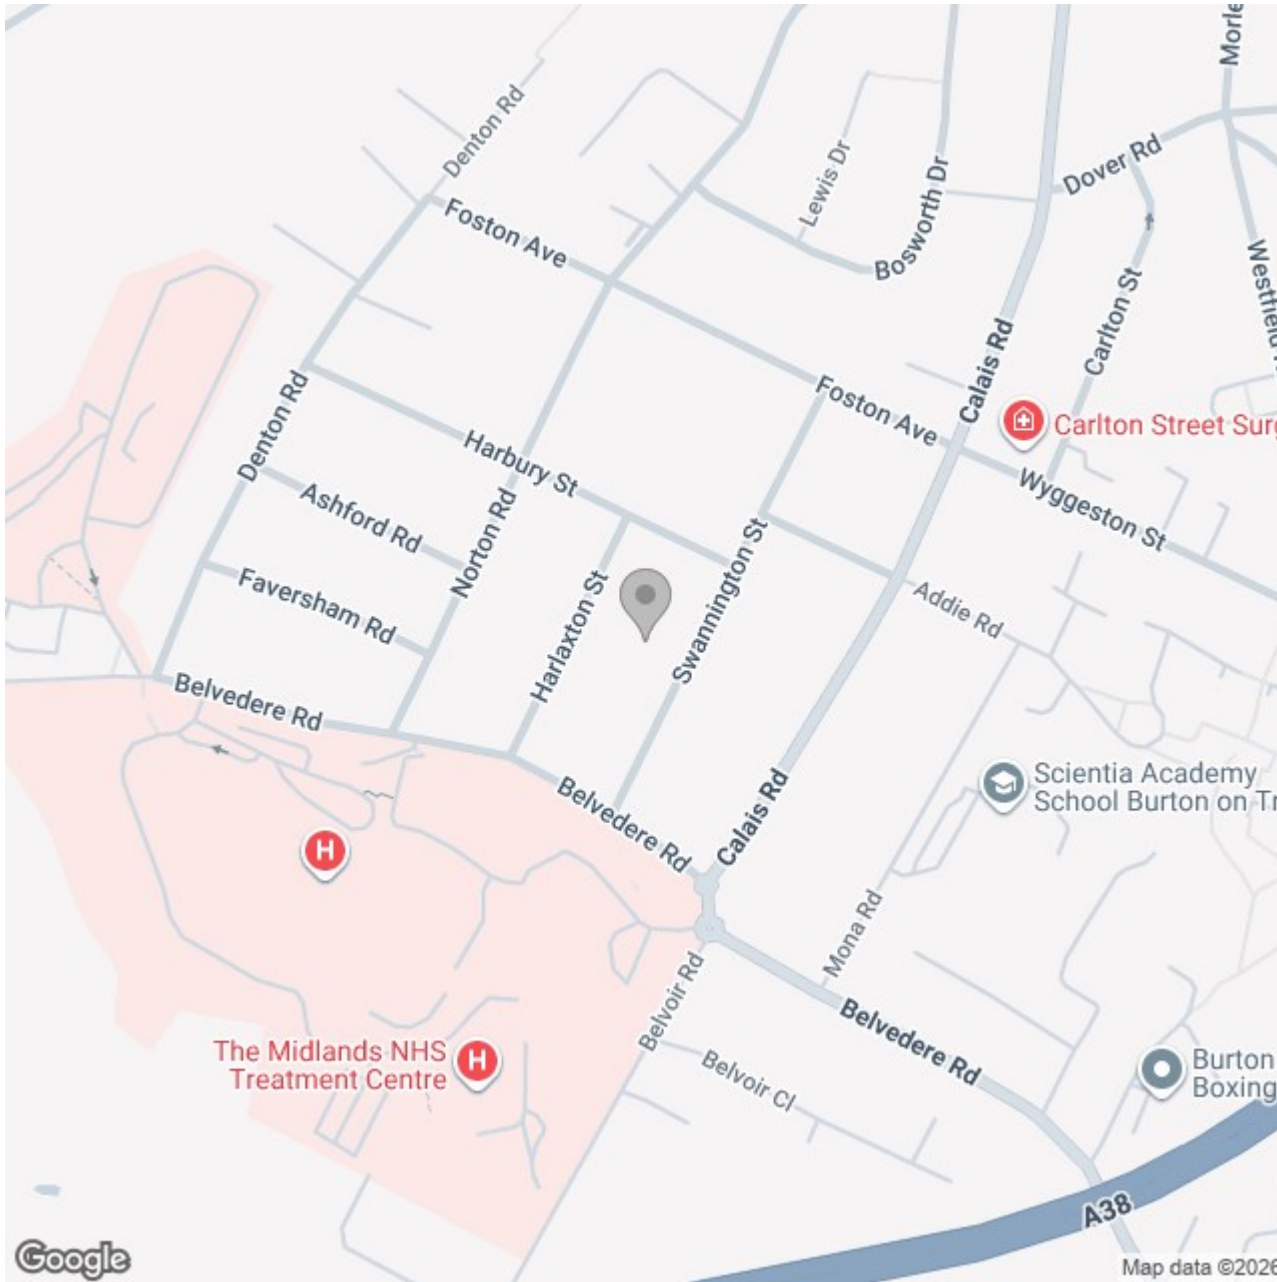 Morle
Denton Rd
Dover Rd
Lewis Dr
Foston Ave
Bosworth Dr
Westfield
Carlton St
Calais Rd
Foston Ave
Carlton Street Surg
Denton Rd
Harbury St
Wyggeston St
Ashford Rd
Norton Rd
Swannington St
Faversham Rd
Harlaxton St
Addie Rd
Belvedere Rd
Scientia Academy
School Burton on Tr
Belvedere Rd
Calais Rd
H
Mona Rd
Belvoir Rd
Belvedere Rd
The Midlands NHS
Treatment Centre
H
Belvoir Cl
Burton
Boxing
A38
Google
Map data ©2026